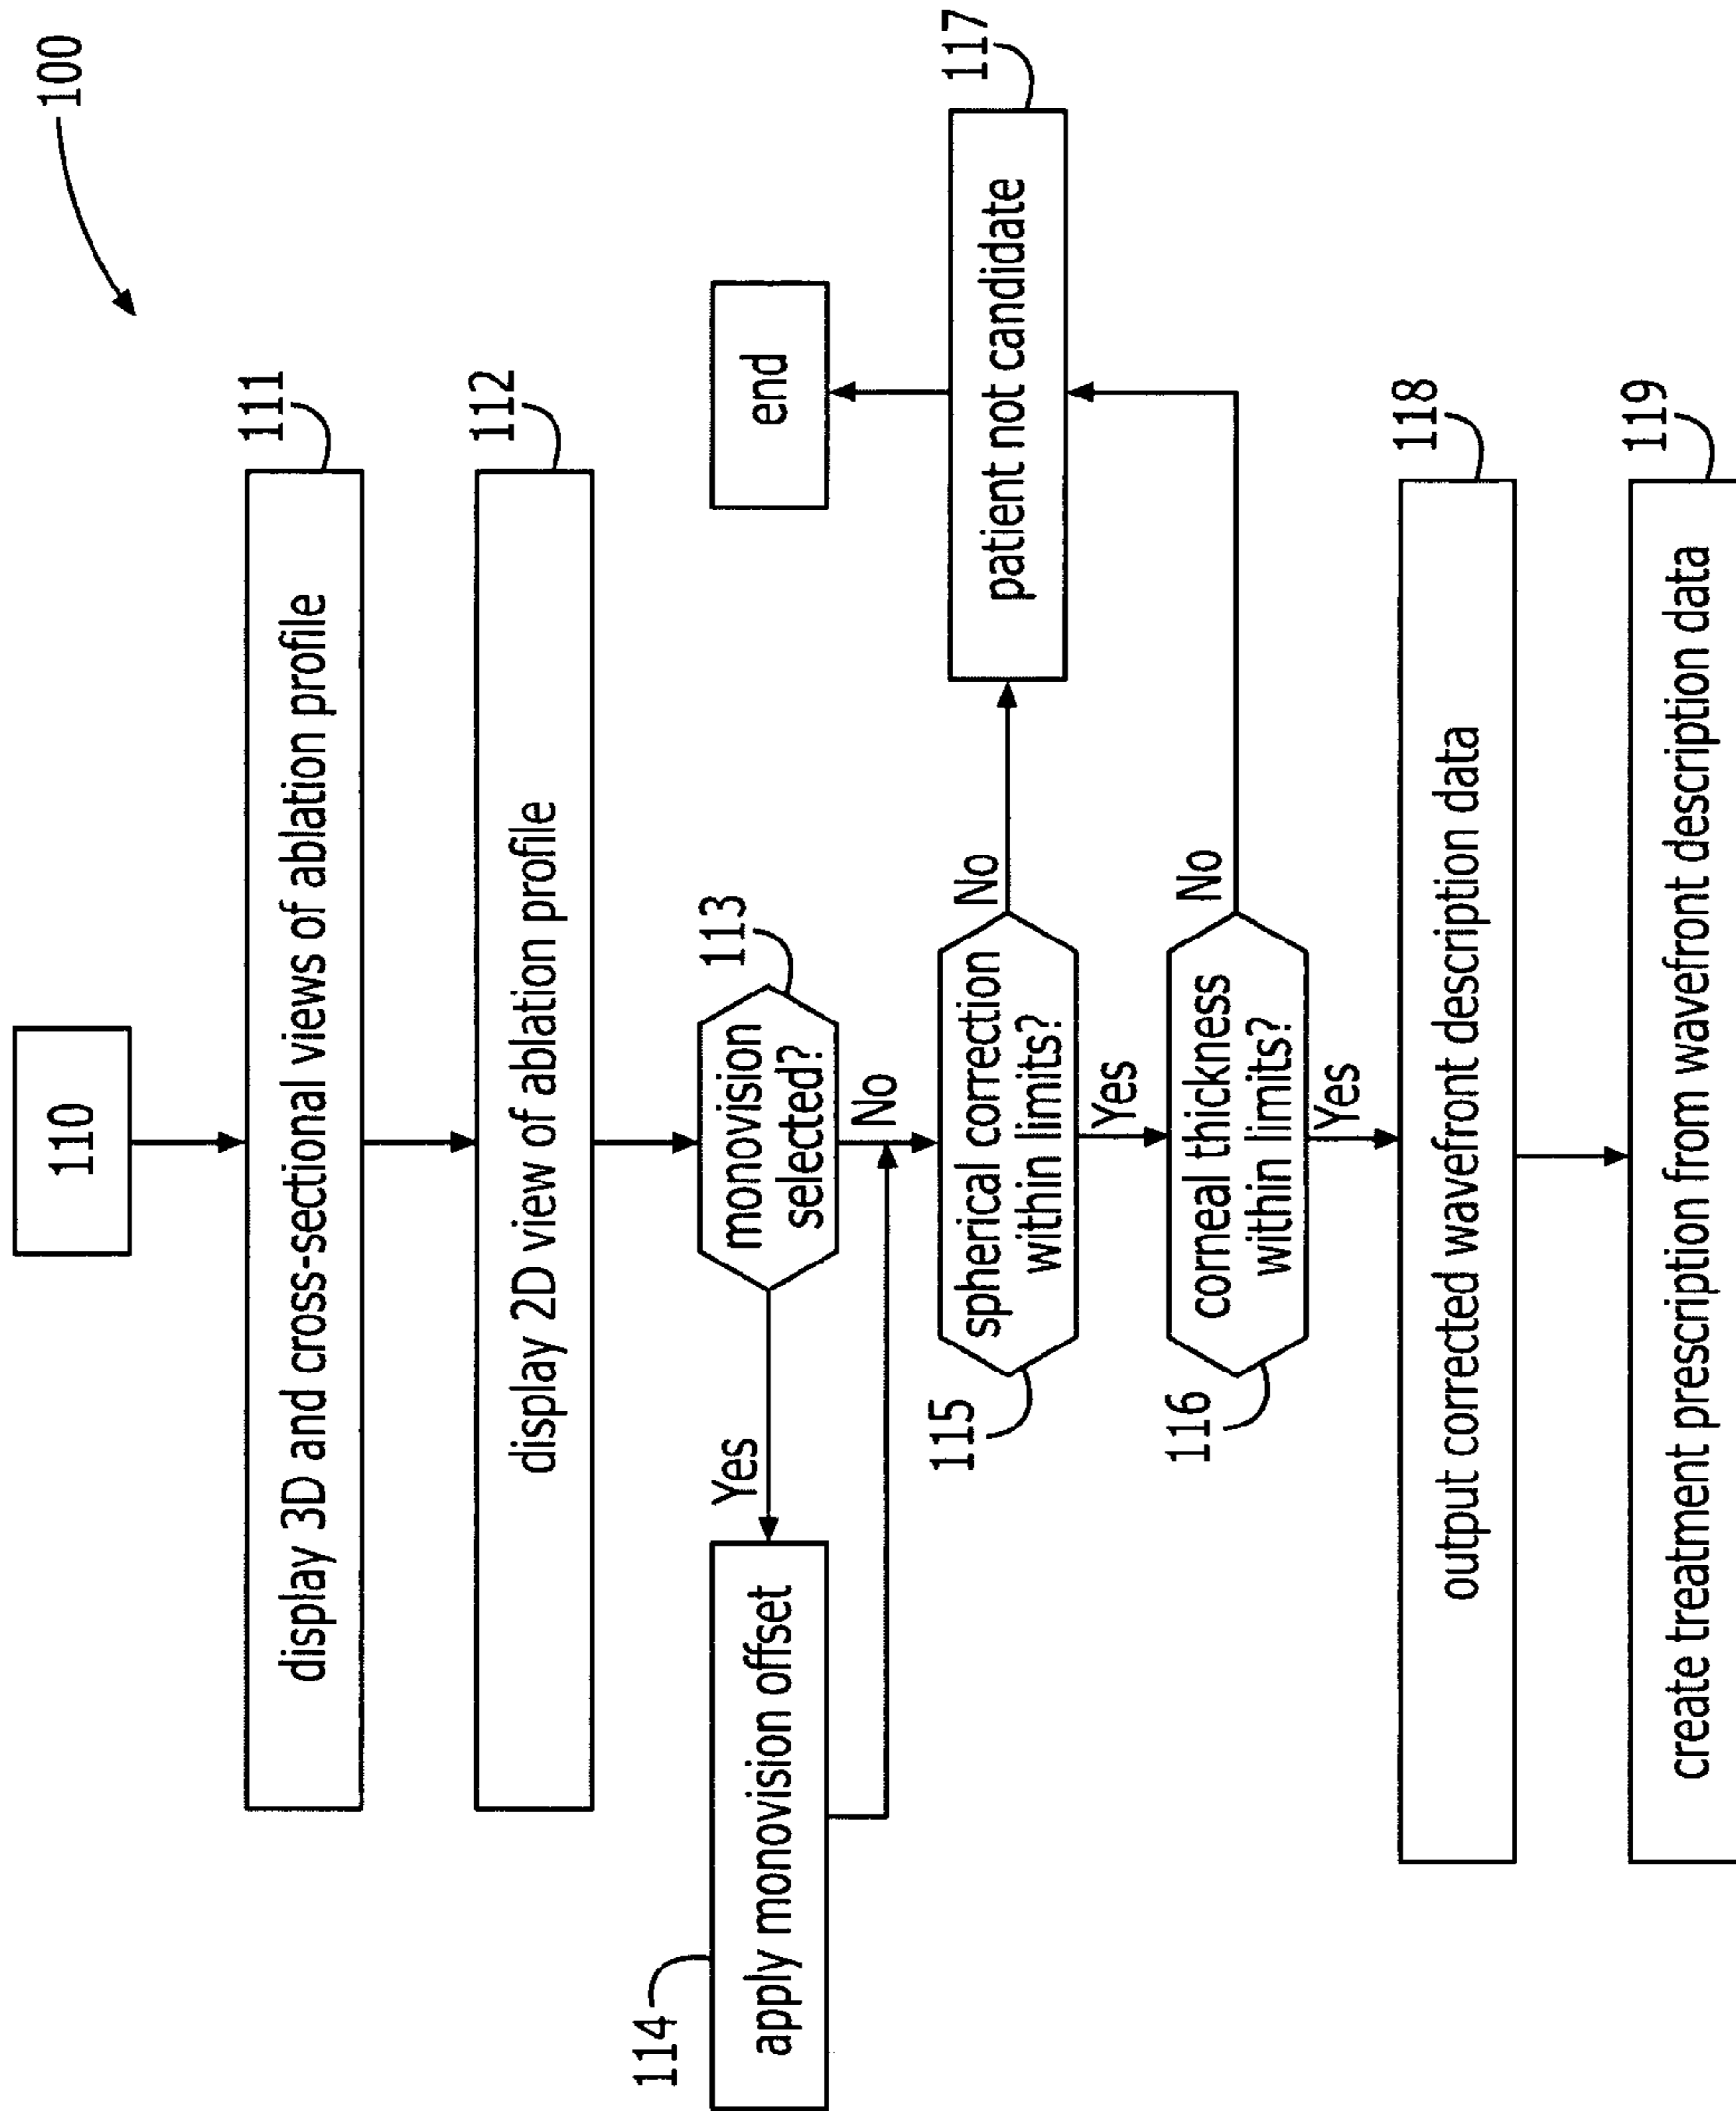 100
110
display 3D and cross-sectional views of ablation profile
111
display 2D view of ablation profile
112
monovision
selected?
113
Yes
No
apply monovision offset
114
end
spherical correction
within limits?
115
No
Yes
patient not candidate
117
corneal thickness
within limits?
116
No
Yes
output corrected wavefront description data
118
create treatment prescription from wavefront description data
119